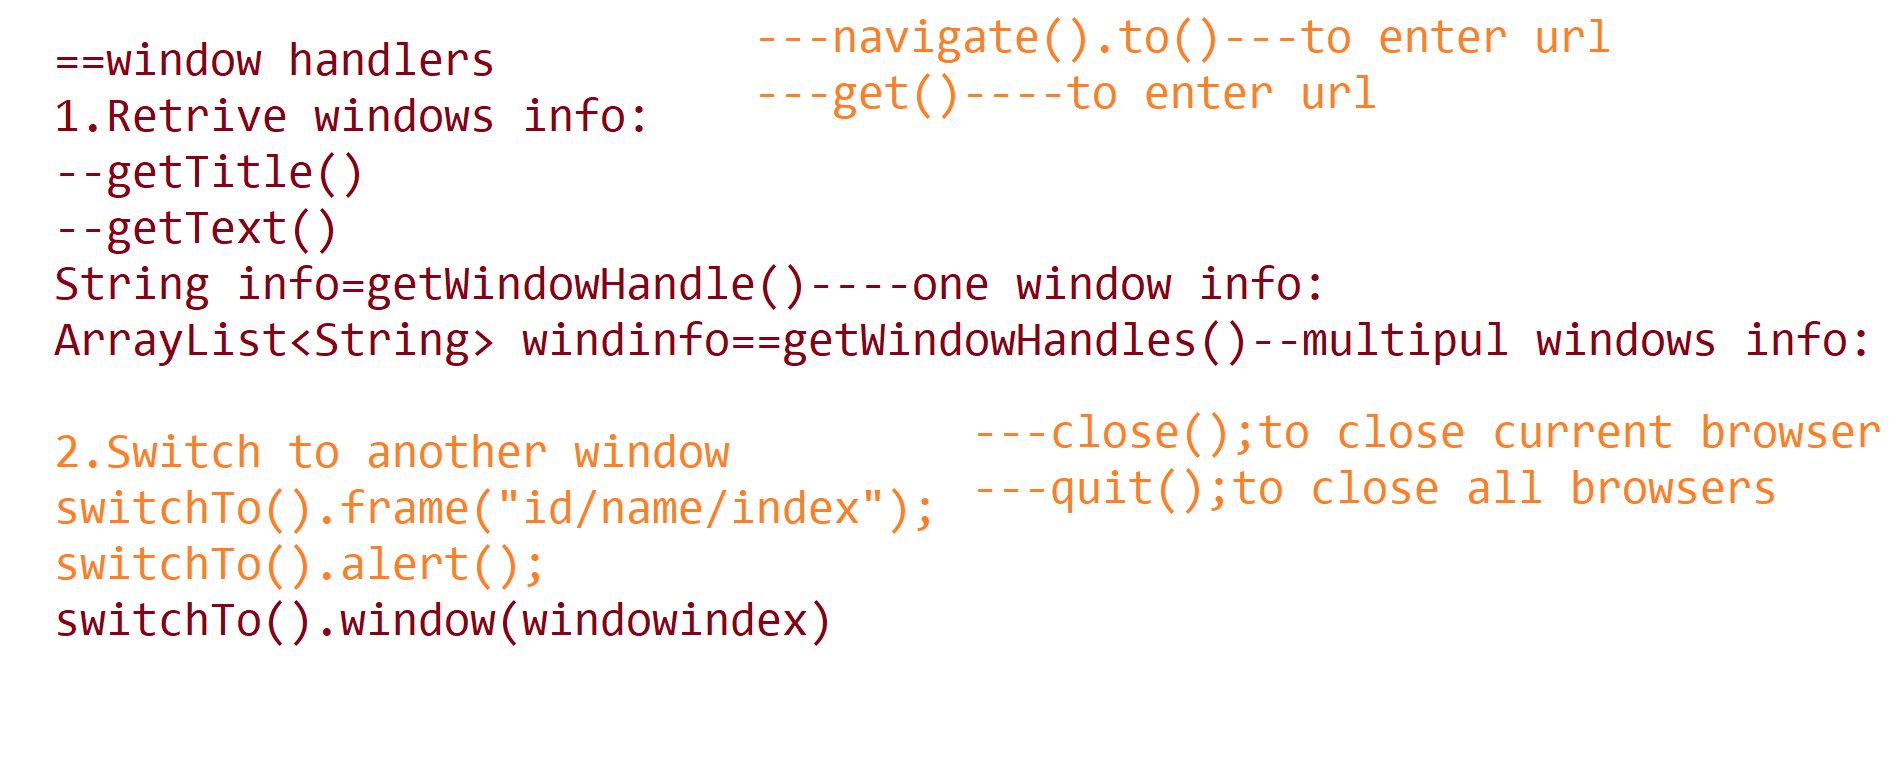 ---navigate().to()---to enter url
---get()----to enter url
==window handlers
1.Retrive windows info:
--getTitle()
--getText()
String info=getWindowHandle()----one window info:
ArrayList<String> windinfo==getWindowHandles()--multipul windows info:
2.Switch to another window
switchTo().frame("id/name/index");
switchTo().alert();
switchTo().window(windowindex)
---close();to close current browser
---quit();to close all browsers